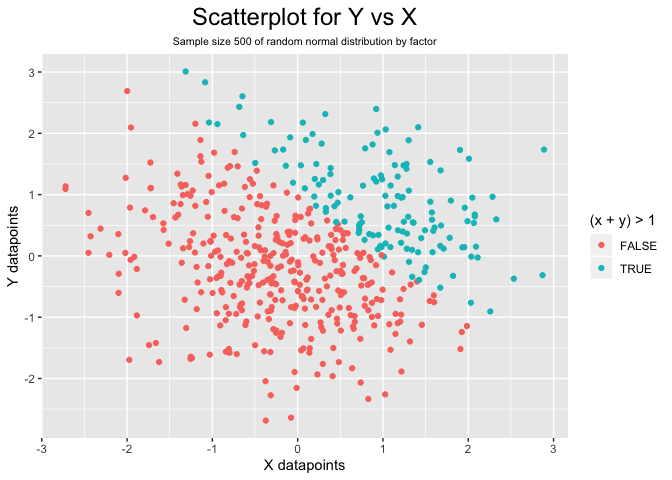 Scatterplot for Y vs X
Sample size 500 of random normal distribution by factor
Y datapoints
3
2
1
0
-1
-2
-3 -2 -1 0 1 2 3
X datapoints
(x + y) > 1
FALSE
TRUE